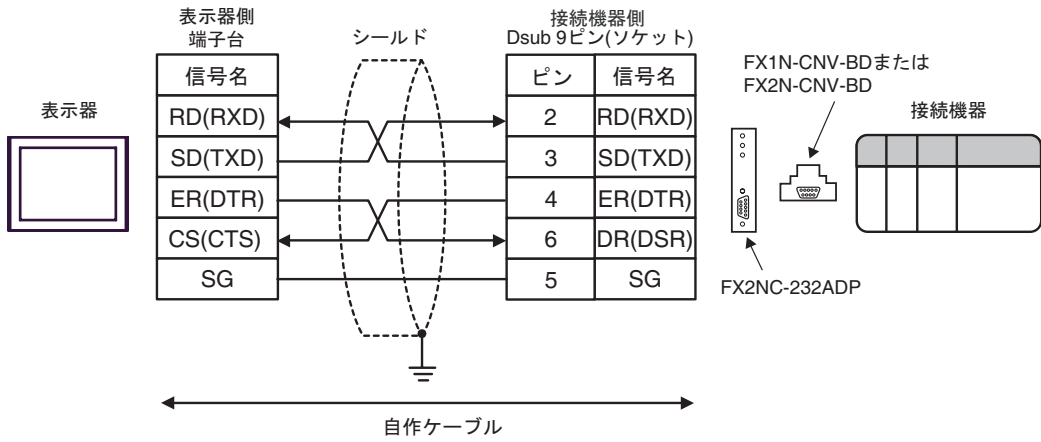 表示器
表示器側
端子台
信号名
RD(RXD)
SD(TXD)
ER(DTR)
CS(CTS)
SG
シールド
接続機器側
Dsub 9ピン(ソケット)
ピン 信号名
2 RD(RXD)
3 SD(TXD)
4 ER(DTR)
6 DR(DSR)
5 SG
FX1N-CNV-BDまたは
FX2N-CNV-BD
接続機器
FX2NC-232ADP
自作ケーブル